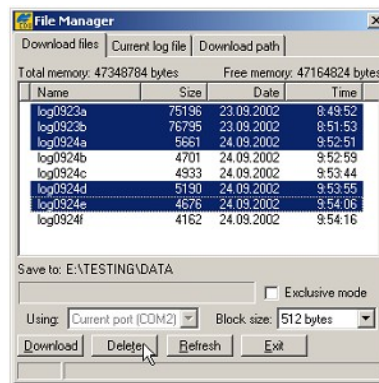 File Manager
Download files Current log file Download path
Total memory: 47348784 bytes Free memory: 47164824 bytes
Name Size Date Time
log0923a 75196 23.09.2002 8:49:52
log0923b 76795 23.09.2002 8:51:53
log0924a 5661 24.09.2002 9:52:51
log0924b 4701 24.09.2002 9:52:59
log0924c 4933 24.09.2002 9:53:44
log0924d 5190 24.09.2002 9:53:55
log0924e 4676 24.09.2002 9:54:06
log0924f 4162 24.09.2002 9:54:16
Save to: E:\TESTING\DATA
Exclusive mode
Using: Current port (COM2) Block size: 512 bytes
Download Delete Refresh Exit